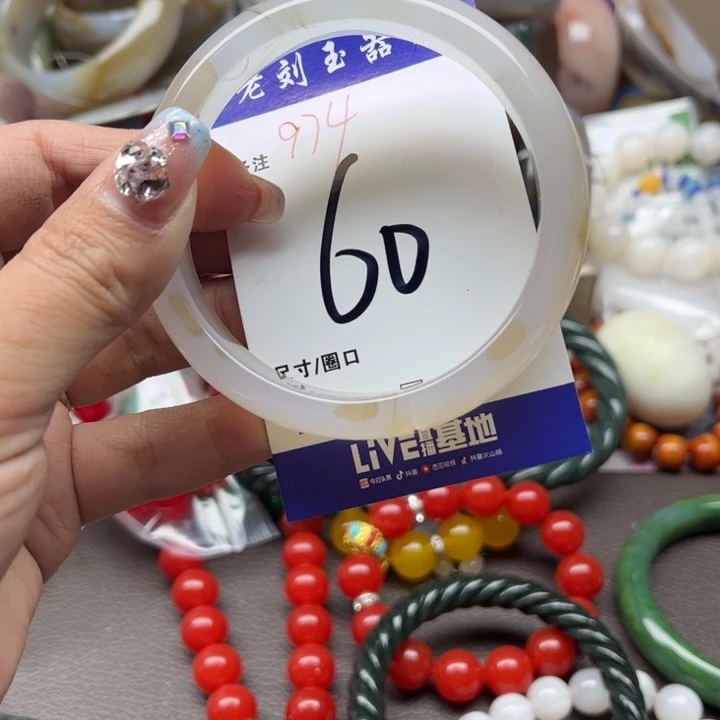 老刘玉器
974
备注
60
尺寸/圈口
LiVE直播基地
今日头条 抖音 西瓜视频 抖音火山版